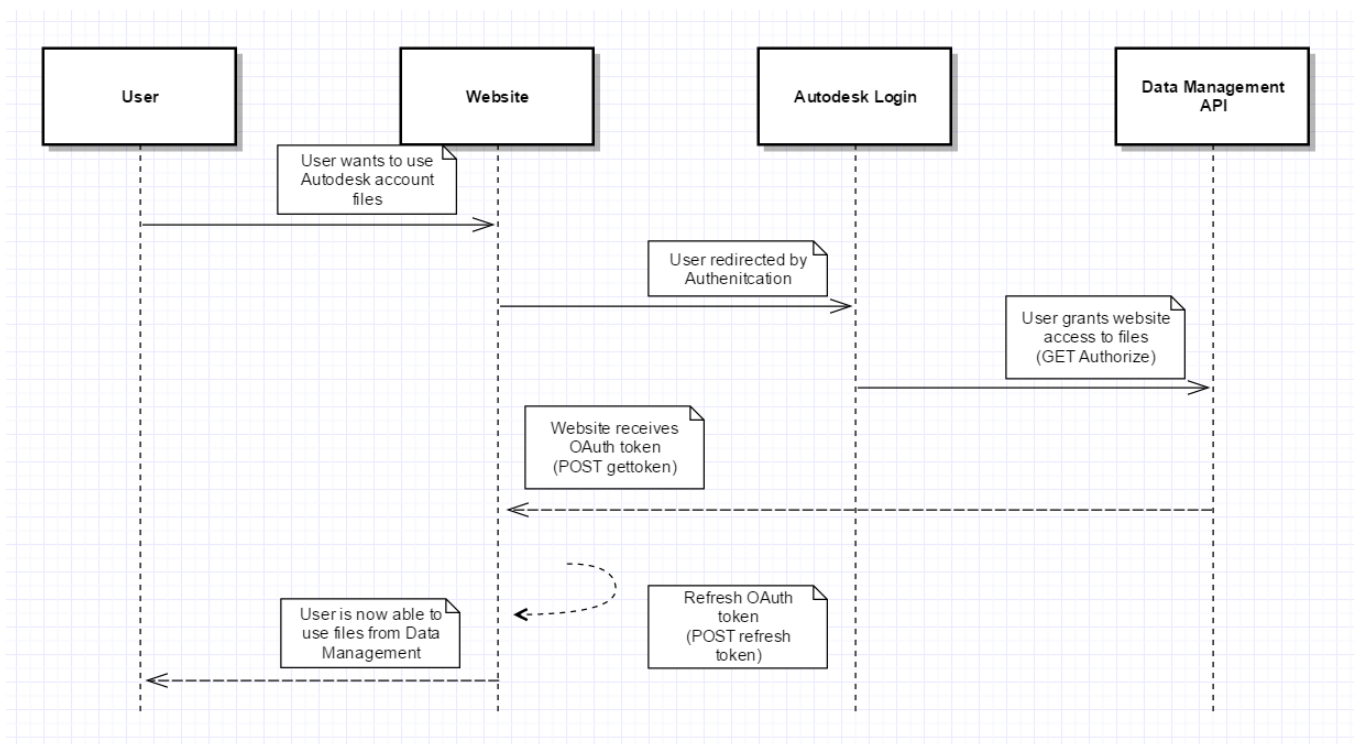 User
Website
Autodesk Login
Data Management
API
User wants to use
Autodesk account
files
User redirected by
Authenitcation
User grants website
access to files
(GET Authorize)
Website receives
OAuth token
(POST gettoken)
Refresh OAuth
token
(POST refresh
token)
User is now able to
use files from Data
Management